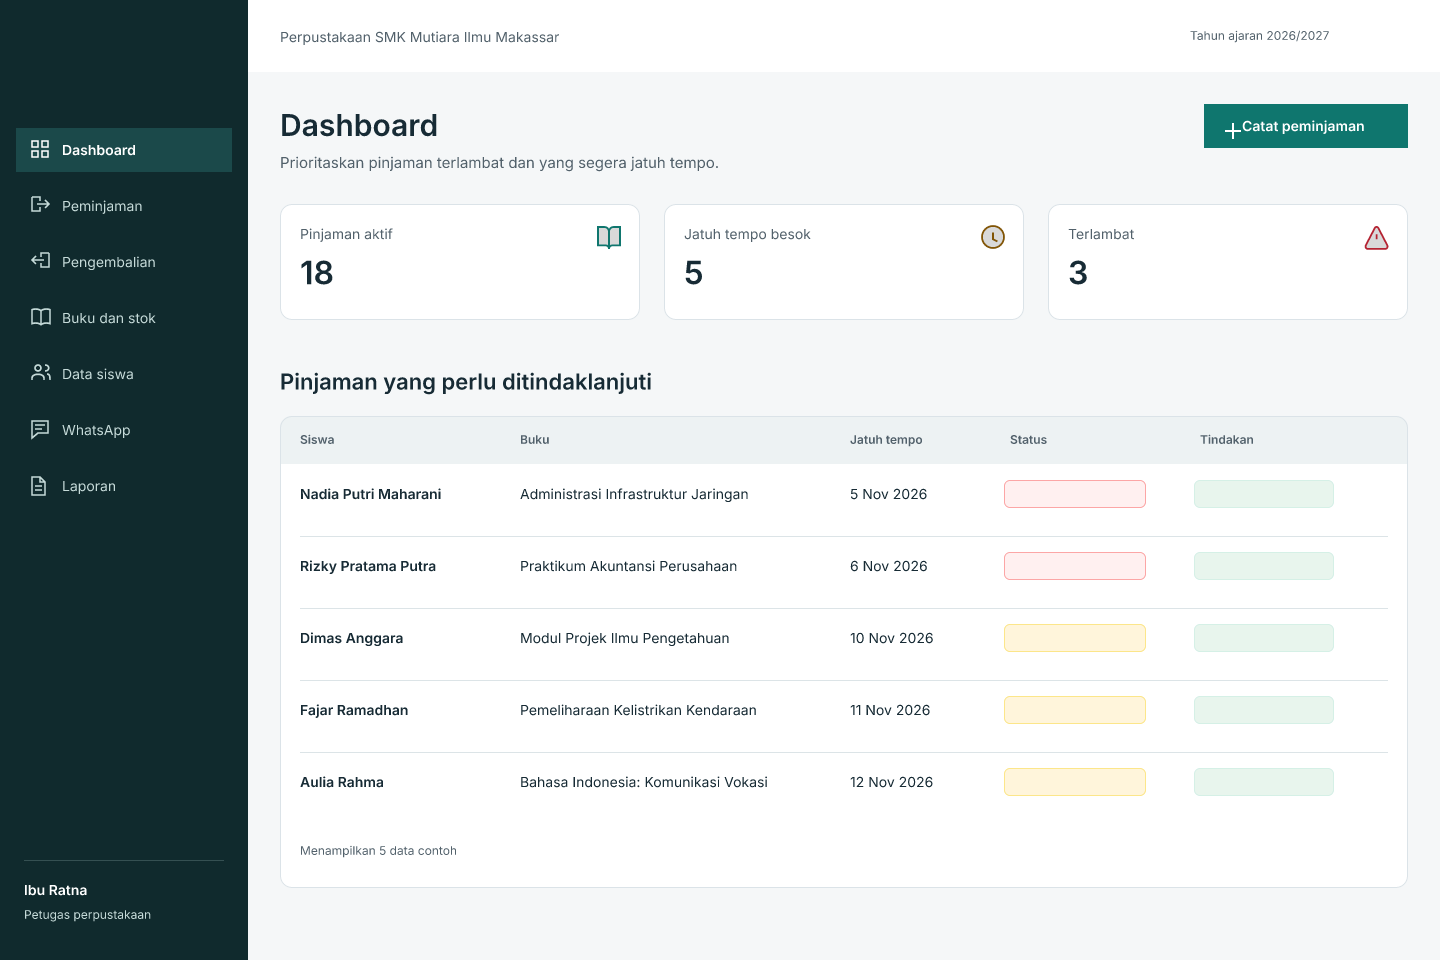 Perpustakaan SMK Mutiara Ilmu Makassar
Tahun ajaran 2026/2027
Dashboard
Peminjaman
Pengembalian
Buku dan stok
Data siswa
WhatsApp
Laporan
Ibu Ratna
Petugas perpustakaan
Dashboard
Prioritaskan pinjaman terlambat dan yang segera jatuh tempo.
Catat peminjaman
Pinjaman aktif
18
Jatuh tempo besok
5
Terlambat
3
Pinjaman yang perlu ditindaklanjuti
Siswa Buku Jatuh tempo Status Tindakan
Nadia Putri Maharani Administrasi Infrastruktur Jaringan 5 Nov 2026
Rizky Pratama Putra Praktikum Akuntansi Perusahaan 6 Nov 2026
Dimas Anggara Modul Projek Ilmu Pengetahuan 10 Nov 2026
Fajar Ramadhan Pemeliharaan Kelistrikan Kendaraan 11 Nov 2026
Aulia Rahma Bahasa Indonesia: Komunikasi Vokasi 12 Nov 2026
Menampilkan 5 data contoh